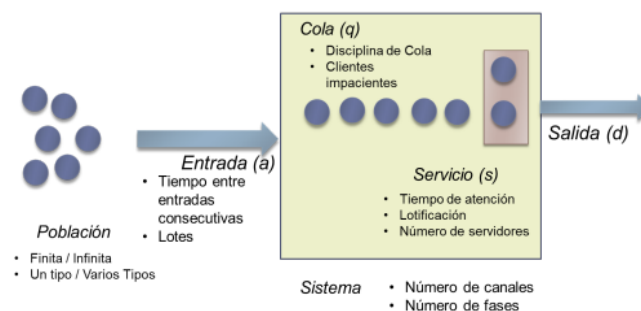 Cola (q)
• Disciplina de Cola
• Clientes
impacientes
Entrada (a)
• Tiempo entre
entradas
consecutivas
• Lotes
Salida (d)
Servicio (s)
• Tiempo de atención
• Lotificación
• Número de servidores
Población
• Finita / Infinita
• Un tipo / Varios Tipos
Sistema
• Número de canales
• Número de fases